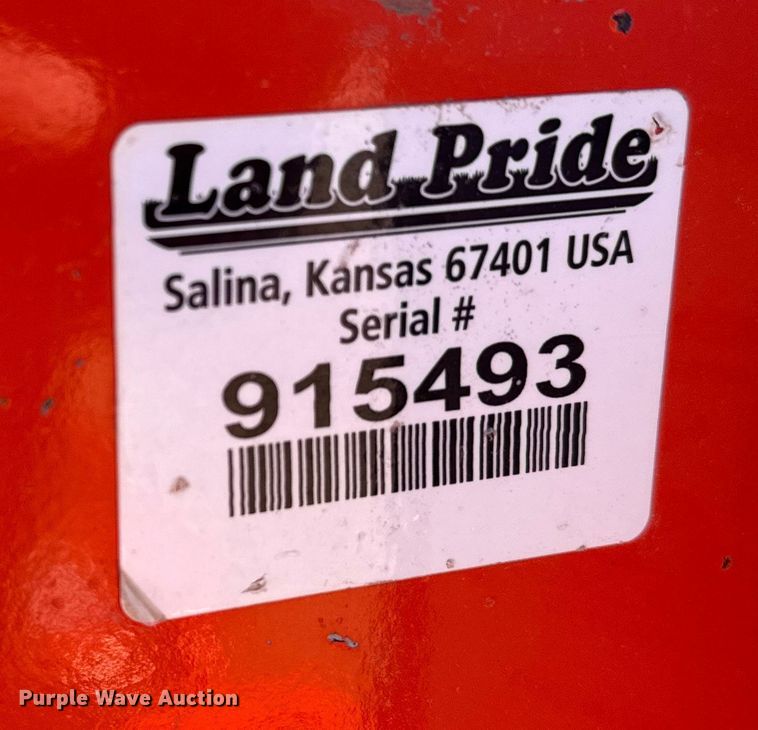 Land Pride
Salina, Kansas 67401 USA
Serial #
915493
Purple Wave Auction